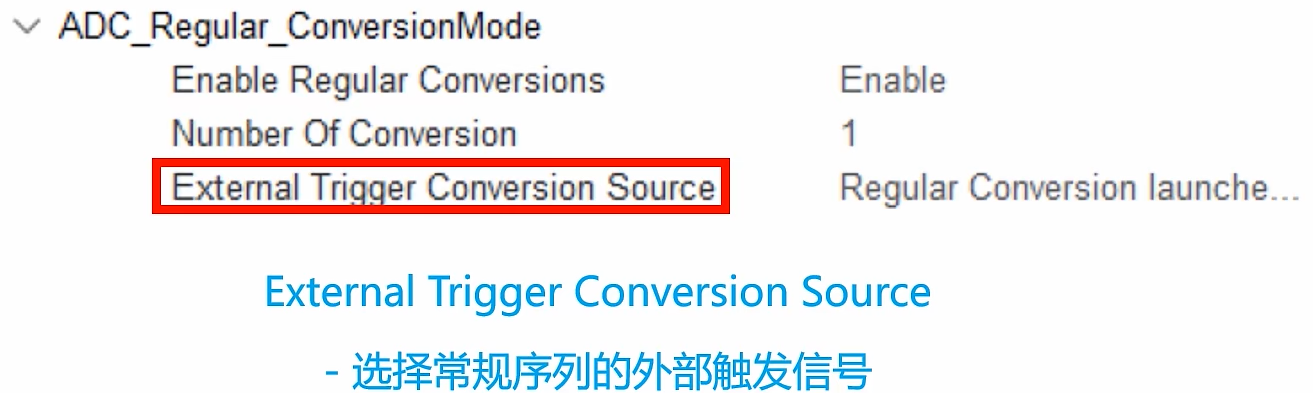 ADC_Regular_ConversionMode
Enable Regular Conversions Enable
Number Of Conversion 1
External Trigger Conversion Source Regular Conversion launche...
External Trigger Conversion Source
- 选择常规序列的外部触发信号